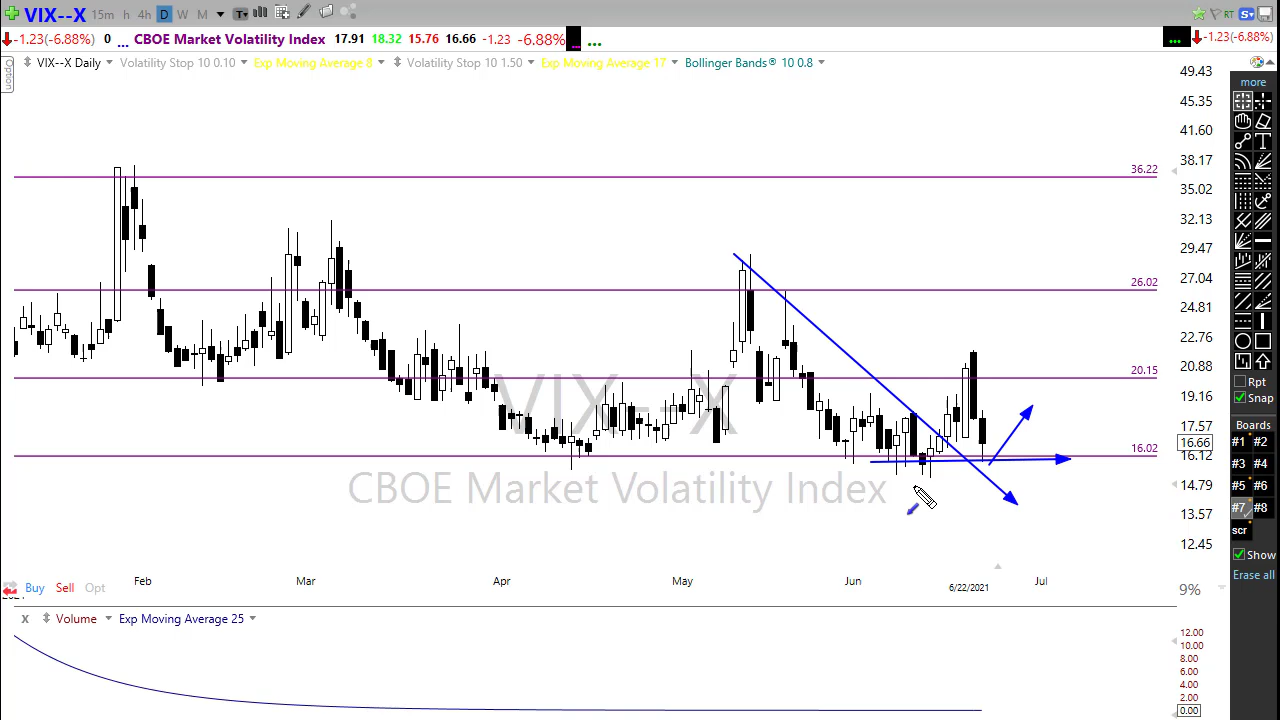 VIX--X 15m h 4h D W M T RT S
-1.23(-6.88%) 0 ... CBOE Market Volatility Index 17.91 18.32 15.76 16.66 -1.23 -6.88% ... ... -1.23(-6.88%)
Option
VIX--X Daily Volatility Stop 10 0.10 Exp Moving Average 8 Volatility Stop 10 1.50 Exp Moving Average 17 Bollinger Bands® 10 0.8
49.43
45.35
41.60
38.17
35.02
32.13
29.47
27.04
24.81
22.76
20.88
19.16
17.57
16.66
16.12
14.79
13.57
12.45
36.22
26.02
20.15
16.02
VIX--X
CBOE Market Volatility Index
Feb Mar Apr May Jun 6/22/2021 Jul
Buy Sell Opt
9%
x Volume Exp Moving Average 25
12.00
10.00
8.00
6.00
4.00
2.00
0.00
more
T
Rpt
Snap
Boards
#1 #2
#3 #4
#5 #6
#7 #8
scr
Show
Erase all